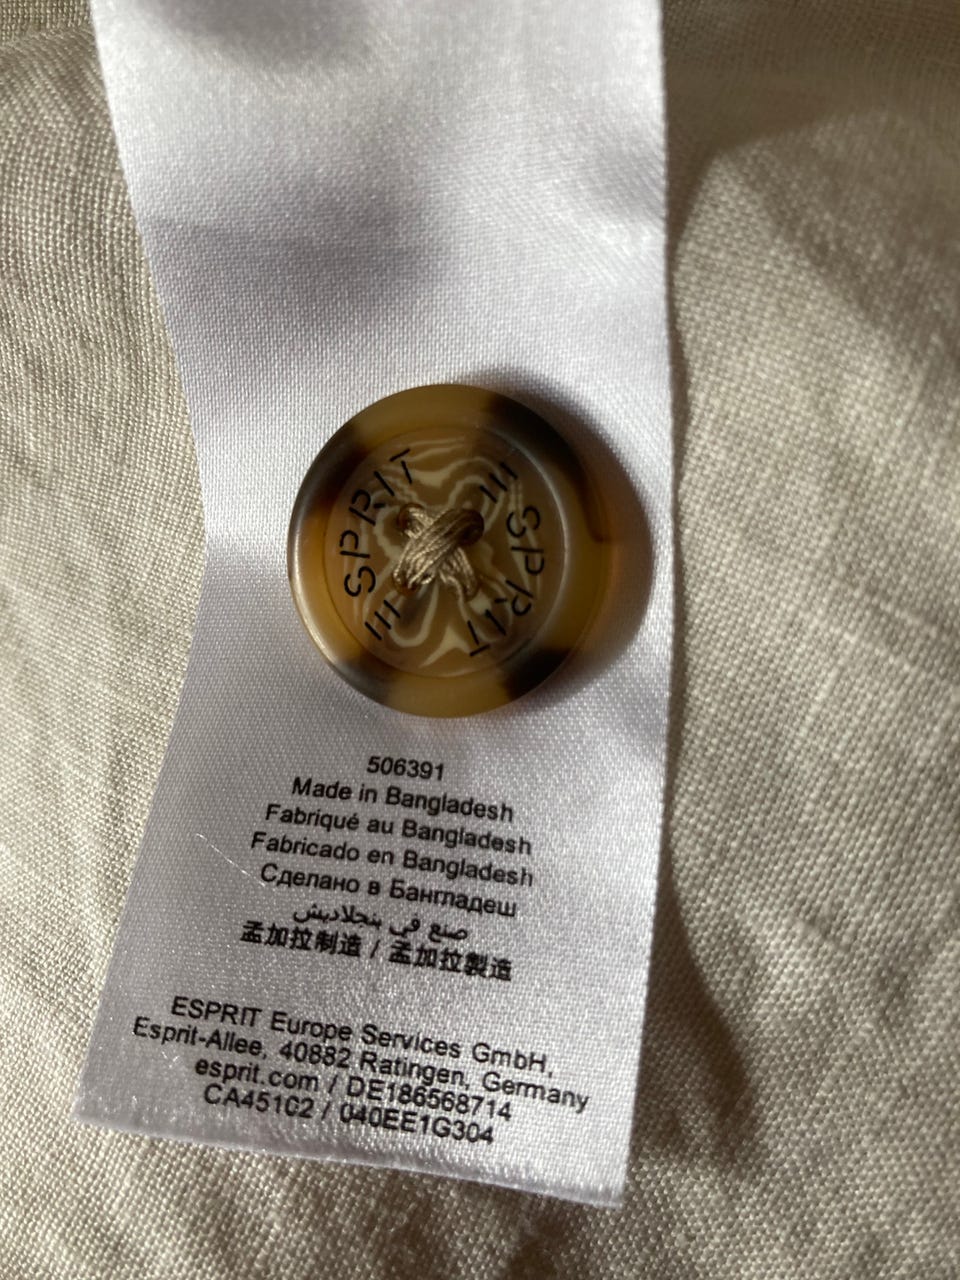 ESPRIT
ESPRIT
506391
Made in Bangladesh
Fabriqué au Bangladesh
Fabricado en Bangladesh
Сделано в Бангладеш
صنع في بنجلاديش
孟加拉制造 / 孟加拉製造
ESPRIT Europe Services GmbH,
Esprit-Allee, 40882 Ratingen, Germany
esprit.com / DE186568714
CA45102 / 040EE1G304